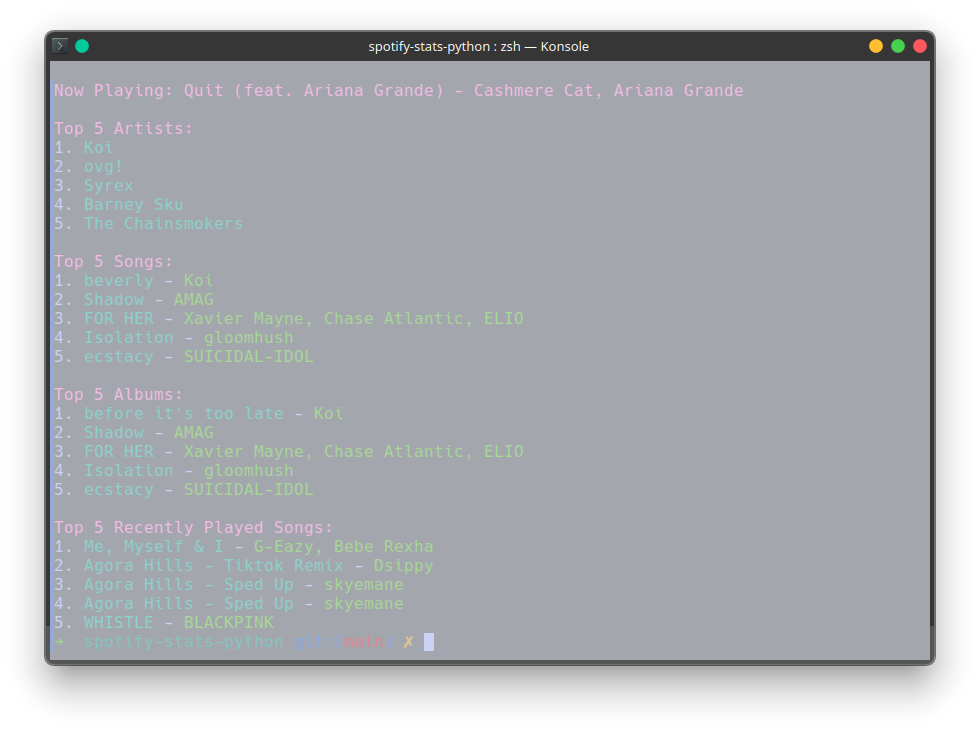 spotify-stats-python : zsh — Konsole
Now Playing: Quit (feat. Ariana Grande) - Cashmere Cat, Ariana Grande
Top 5 Artists:
1. Koi
2. ovg!
3. Syrex
4. Barney Sku
5. The Chainsmokers
Top 5 Songs:
1. beverly - Koi
2. Shadow - AMAG
3. FOR HER - Xavier Mayne, Chase Atlantic, ELIO
4. Isolation - gloomhush
5. ecstacy - SUICIDAL-IDOL
Top 5 Albums:
1. before it's too late - Koi
2. Shadow - AMAG
3. FOR HER - Xavier Mayne, Chase Atlantic, ELIO
4. Isolation - gloomhush
5. ecstacy - SUICIDAL-IDOL
Top 5 Recently Played Songs:
1. Me, Myself & I - G-Eazy, Bebe Rexha
2. Agora Hills - Tiktok Remix - Dsippy
3. Agora Hills - Sped Up - skyemane
4. Agora Hills - Sped Up - skyemane
5. WHISTLE - BLACKPINK
→ spotify-stats-python git:(main) ✗